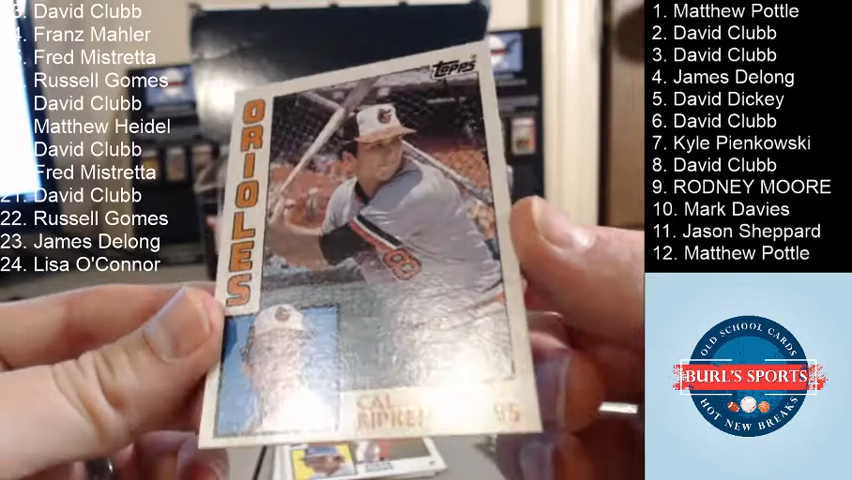 David Clubb
Franz Mahler
Fred Mistretta
Russell Gomes
David Clubb
Matthew Heidel
David Clubb
Fred Mistretta
21. David Clubb
22. Russell Gomes
23. James Delong
24. Lisa O'Connor
Topps
ORIOLES
8
CAL
RIPKEN
SS
1. Matthew Pottle
2. David Clubb
3. David Clubb
4. James Delong
5. David Dickey
6. David Clubb
7. Kyle Pienkowski
8. David Clubb
9. RODNEY MOORE
10. Mark Davies
11. Jason Sheppard
12. Matthew Pottle
OLD SCHOOL CARDS
BURL'S SPORTS
HOT NEW BREAKS